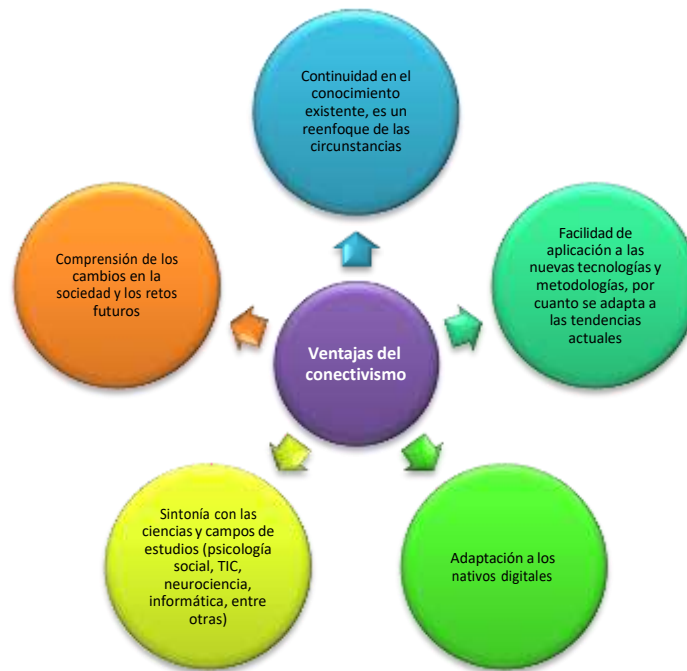 Continuidad en el
conocimiento
existente, es un
reenfoque de las
circunstancias
Facilidad de
aplicación a las
nuevas tecnologías y
metodologías, por
cuanto se adapta a
las tendencias
actuales
Adaptación a los
nativos digitales
Sintonía con las
ciencias y campos de
estudios (psicología
social, TIC,
neurociencia,
informática, entre
otras)
Comprensión de los
cambios en la
sociedad y los retos
futuros
Ventajas del
conectivismo